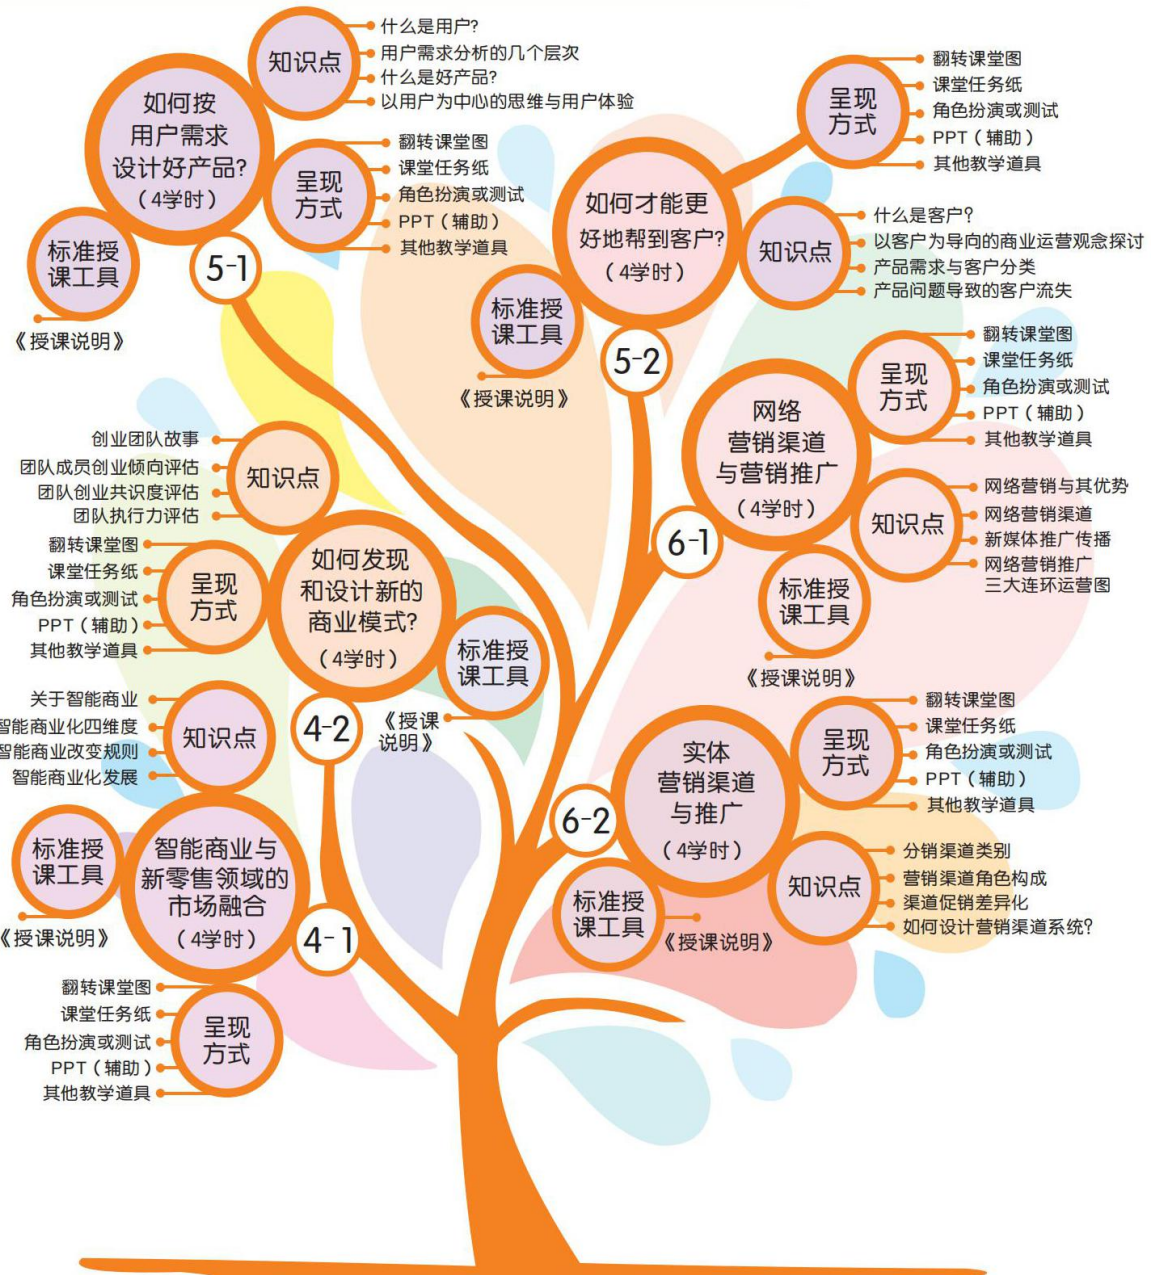 知识点
什么是用户?
用户需求分析的几个层次
什么是好产品?
以用户为中心的思维与用户体验
如何按
用户需求
设计好产品?
（4学时）
呈现
方式
翻转课堂图
课堂任务纸
角色扮演或测试
PPT（辅助）
其他教学道具
标准授
课工具
《授课说明》
5-1
呈现
方式
翻转课堂图
课堂任务纸
角色扮演或测试
PPT（辅助）
其他教学道具
如何才能更
好地帮到客户?
（4学时）
知识点
什么是客户?
以客户为导向的商业运营观念探讨
产品需求与客户分类
产品问题导致的客户流失
标准授
课工具
《授课说明》
5-2
呈现
方式
翻转课堂图
课堂任务纸
角色扮演或测试
PPT（辅助）
其他教学道具
网络
营销渠道
与营销推广
（4学时）
知识点
网络营销与其优势
网络营销渠道
新媒体推广传播
网络营销推广
三大连环运营图
6-1
标准授
课工具
《授课说明》
创业团队故事
团队成员创业倾向评估
团队创业共识度评估
团队执行力评估
知识点
翻转课堂图
课堂任务纸
角色扮演或测试
PPT（辅助）
其他教学道具
呈现
方式
如何发现
和设计新的
商业模式?
（4学时）
标准授
课工具
《授课
说明》
4-2
关于智能商业
智能商业化四维度
智能商业改变规则
智能商业化发展
知识点
标准授
课工具
《授课说明》
智能商业与
新零售领域的
市场融合
（4学时）
4-1
翻转课堂图
课堂任务纸
角色扮演或测试
PPT（辅助）
其他教学道具
呈现
方式
实体
营销渠道
与推广
（4学时）
呈现
方式
翻转课堂图
课堂任务纸
角色扮演或测试
PPT（辅助）
其他教学道具
6-2
知识点
分销渠道类别
营销渠道角色构成
渠道促销差异化
如何设计营销渠道系统?
标准授
课工具
《授课说明》